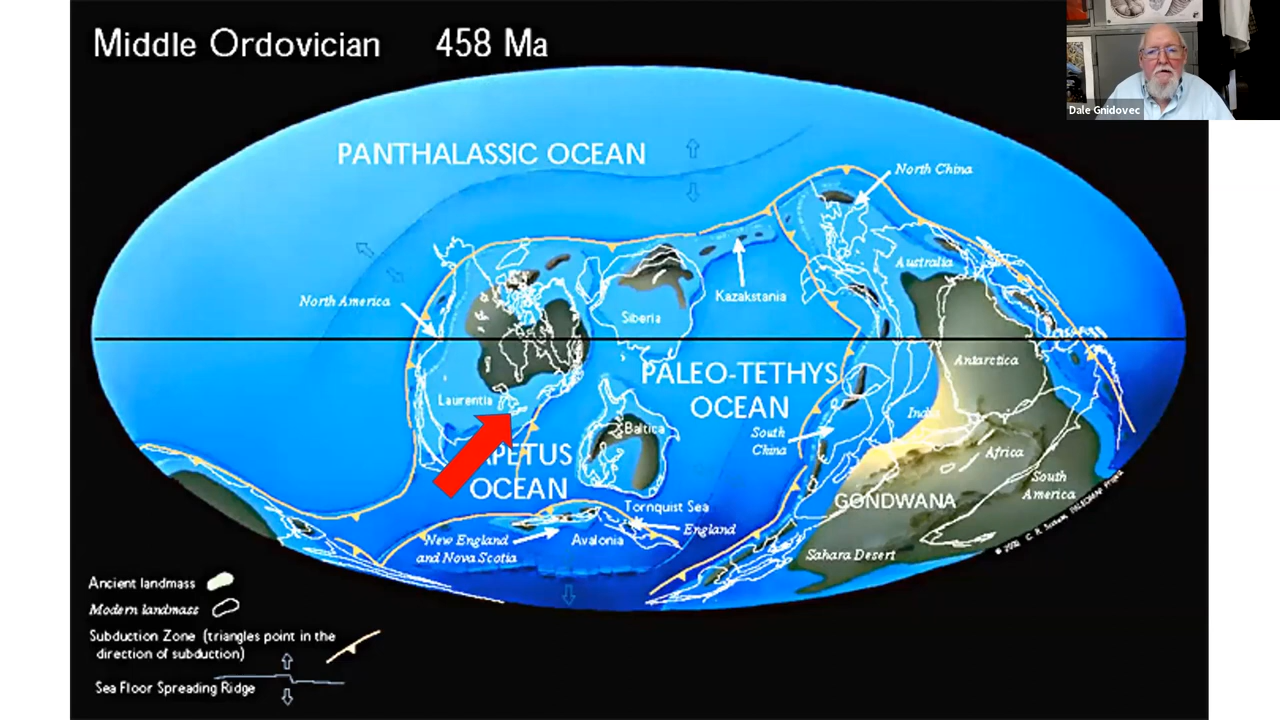 Middle Ordovician 458 Ma
Dale Gnidovec
PANTHALASSIC OCEAN
North China
Australia
North America
Kazakstania
Siberia
Antarctica
PALEO-TETHYS
OCEAN
Laurentia
India
Baltica
South
China
Africa
APETUS
OCEAN
South
America
GONDWANA
Tornquist Sea
England
New England
and Nova Scotia
Avalonia
Sahara Desert
Ancient landmass
Modern landmass
Subduction Zone (triangles point in the
direction of subduction)
Sea Floor Spreading Ridge